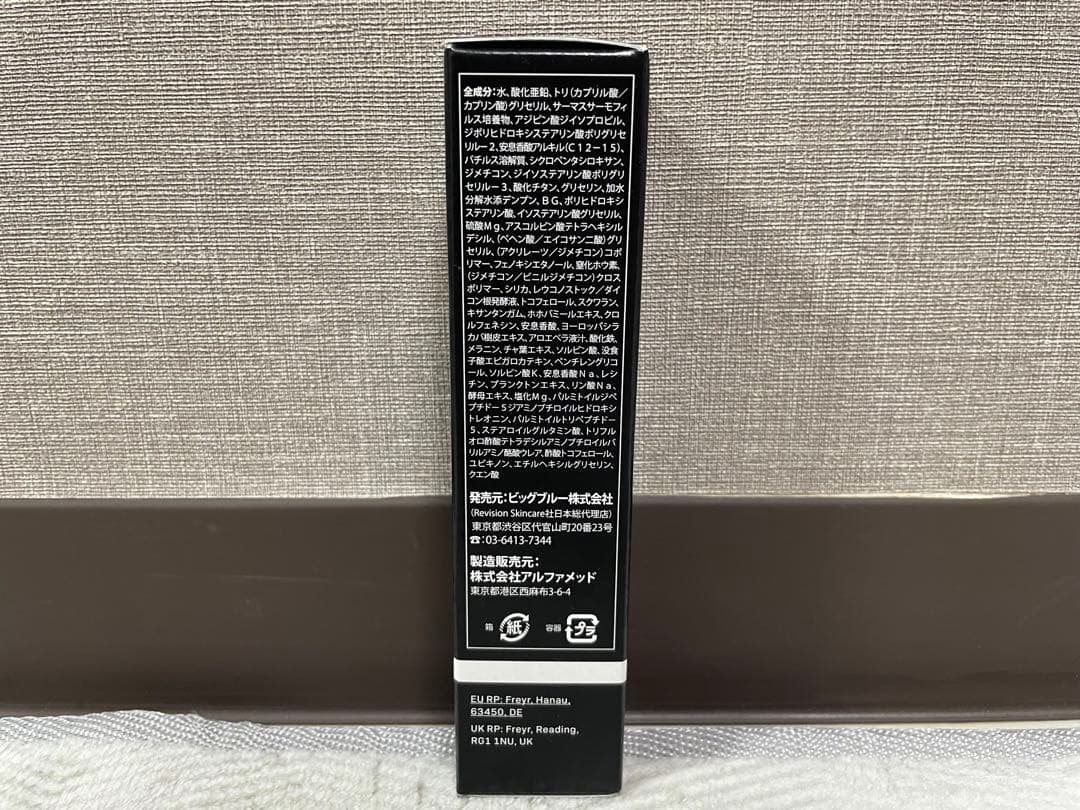 全成分:水、酸化亜鉛、トリ(カプリル酸/
カプリン酸)グリセリル、サーマスサーモフィ
ルス培養物、アジピン酸ジイソプロピル、
ジポリヒドロキシステアリン酸ポリグリセ
リル-2、安息香酸アルキル(C12-15)、
バチルス溶解質、シクロペンタシロキサン、
ジメチコン、ジイソステアリン酸ポリグリ
セリル-3、酸化チタン、グリセリン、加水
分解水添デンプン、BG、ポリヒドロキシ
ステアリン酸、イソステアリン酸グリセリル、
硫酸Mg、アスコルビン酸テトラヘキシル
デシル、(ベヘン酸/エイコサン二酸)グリ
セリル、(アクリレーツ/ジメチコン)コポ
リマー、フェノキシエタノール、窒化ホウ素、
(ジメチコン/ビニルジメチコン)クロス
ポリマー、シリカ、レウコノストック/ダイ
コン根発酵液、トコフェロール、スクワラン、
キサンタンガム、ホホバミールエキス、クロ
ルフェネシン、安息香酸、ヨーロッパシラ
カバ樹皮エキス、アロエベラ液汁、酸化鉄、
メラニン、チャ葉エキス、ソルビン酸、没食
子酸エピガロカテキン、ペンチレングリコ
ール、ソルビン酸K、安息香酸Na、レシ
チン、プランクトンエキス、リン酸Na、
酵母エキス、塩化Mg、パルミトイルジペ
プチド-5ジアミノブチロイルヒドロキシ
トレオニン、パルミトイルトリペプチド-
5、ステアロイルグルタミン酸、トリフル
オロ酢酸テトラデシルアミノブチロイルバ
リルアミノ酪酸ウレア、酢酸トコフェロール、
ユビキノン、エチルヘキシルグリセリン、
クエン酸
発売元:ビッグブルー株式会社
(Revision Skincare社日本総代理店)
東京都渋谷区代官山町20番23号
☎:03-6413-7344
製造販売元:
株式会社アルファメッド
東京都港区西麻布3-6-4
箱 紙 容器 プラ
EU RP: Freyr, Hanau,
63450, DE
UK RP: Freyr, Reading,
RG1 1NU, UK